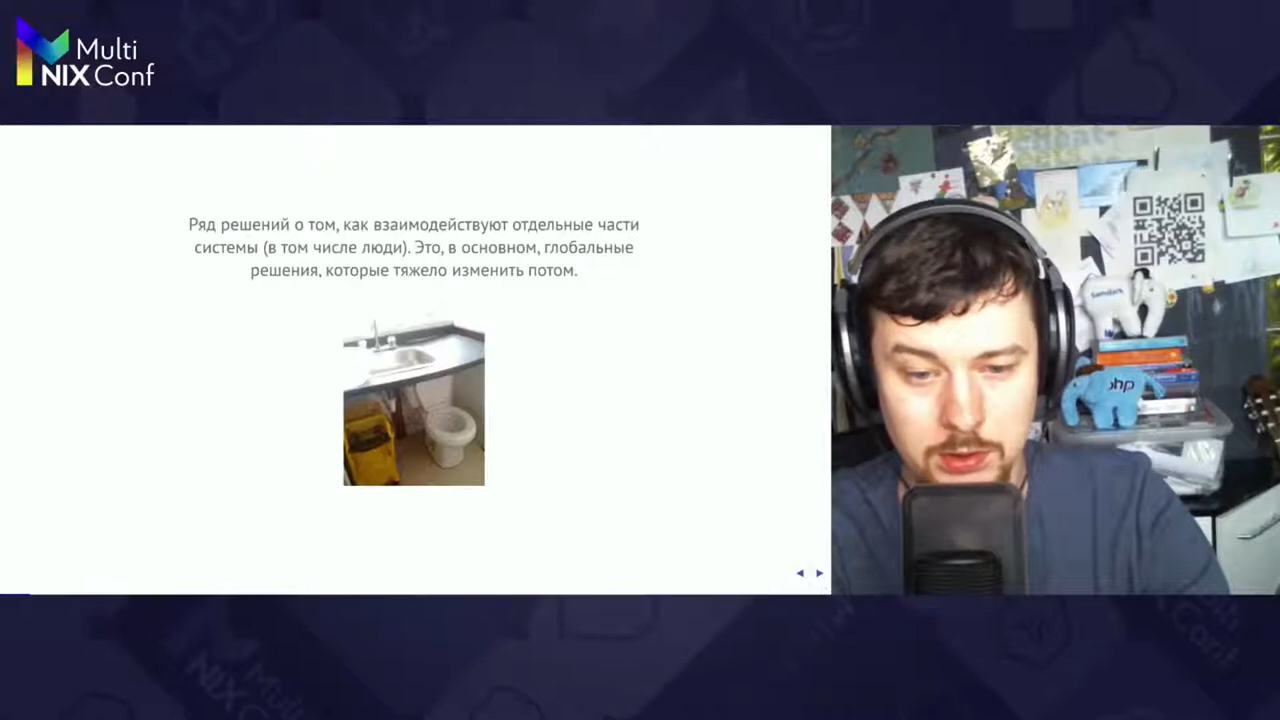 Multi
NIX Conf
Ряд решений о том, как взаимодействуют отдельные части
системы (в том числе люди). Это, в основном, глобальные
решения, которые тяжело изменить потом.
php